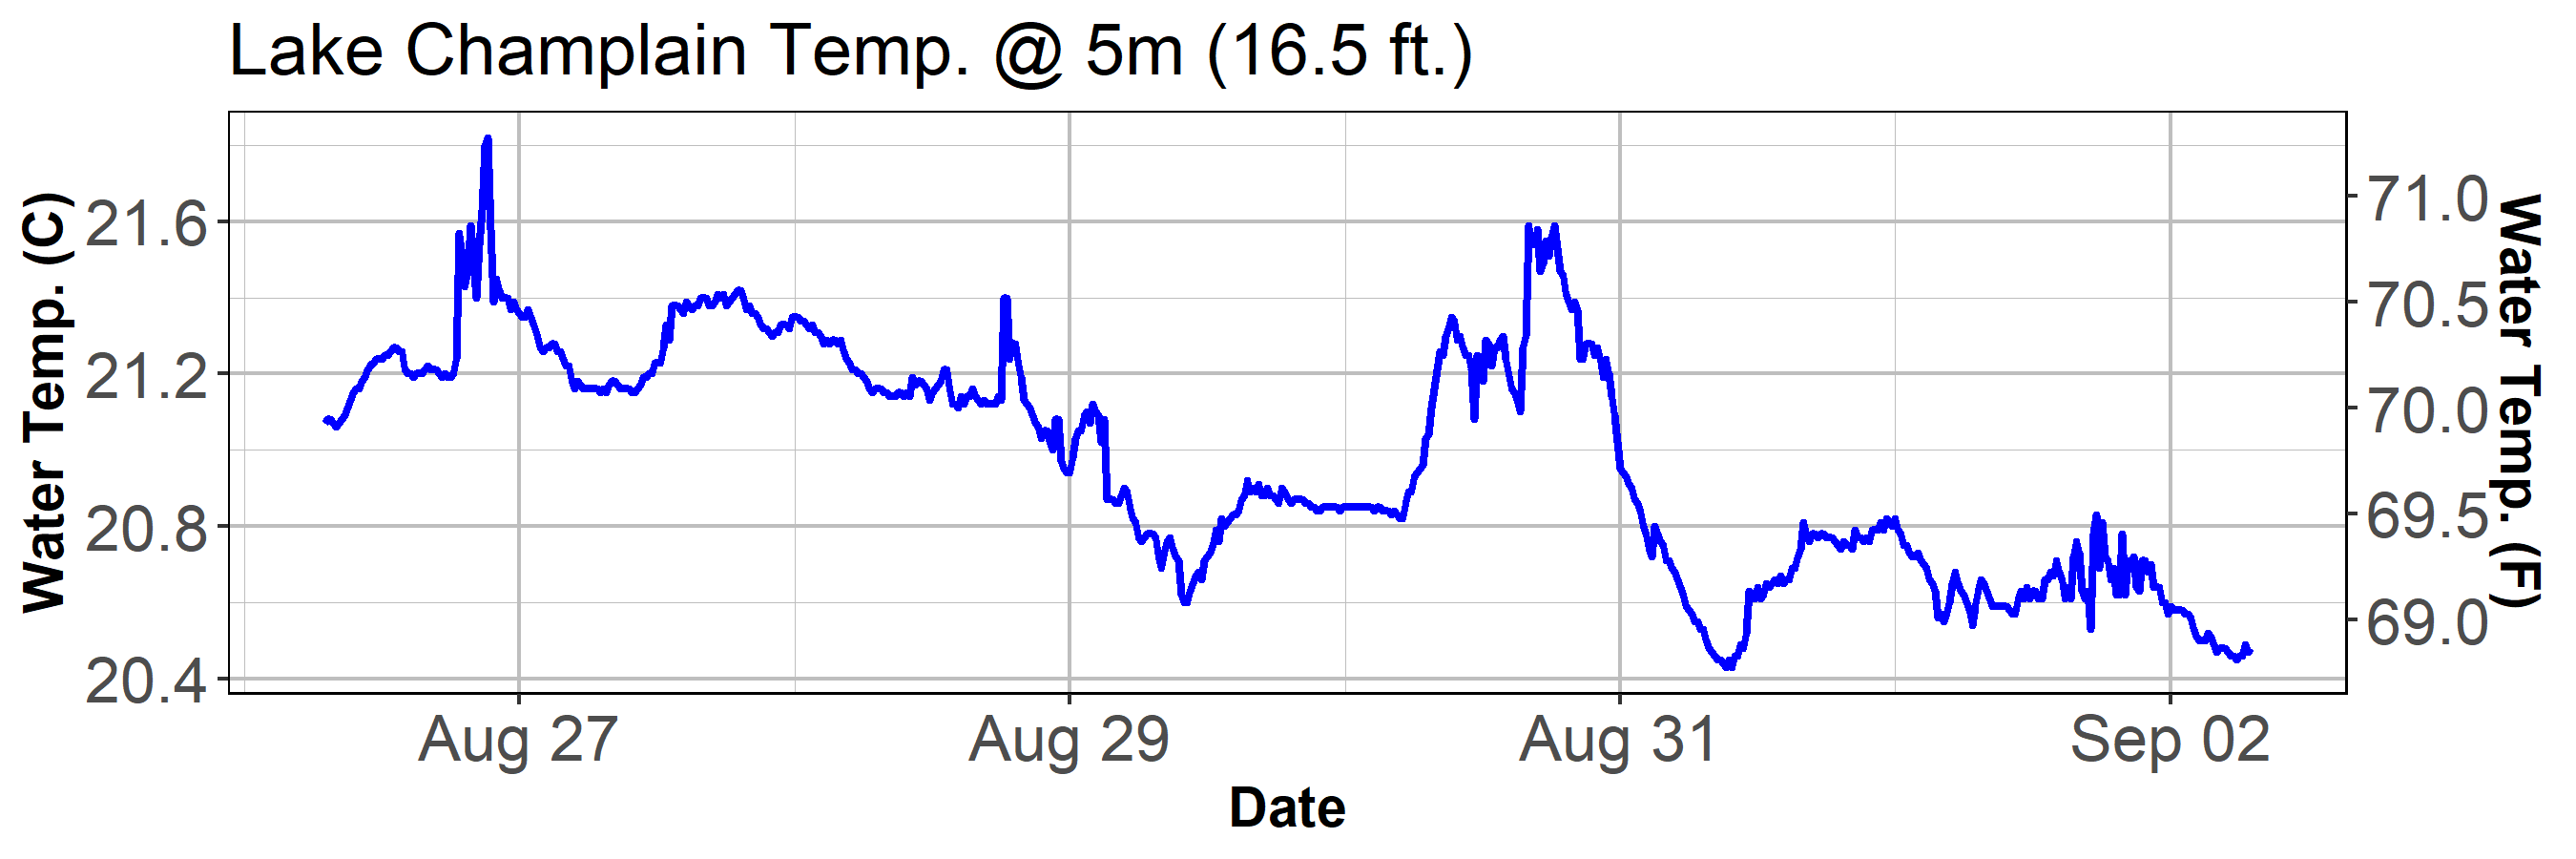 Lake Champlain Temp. @ 5m (16.5 ft.)
Water Temp. (C)
21.6
21.2
20.8
20.4
71.0
70.5
70.0
69.5
69.0
Water Temp. (F)
Aug 27
Aug 29
Aug 31
Sep 02
Date